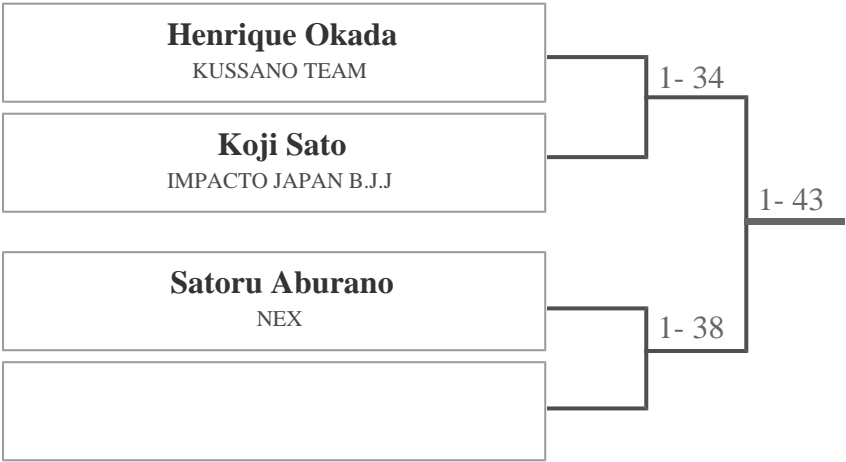 Henrique Okada
KUSSANO TEAM
1- 34
Koji Sato
IMPACTO JAPAN B.J.J
1- 43
Satoru Aburano
NEX
1- 38